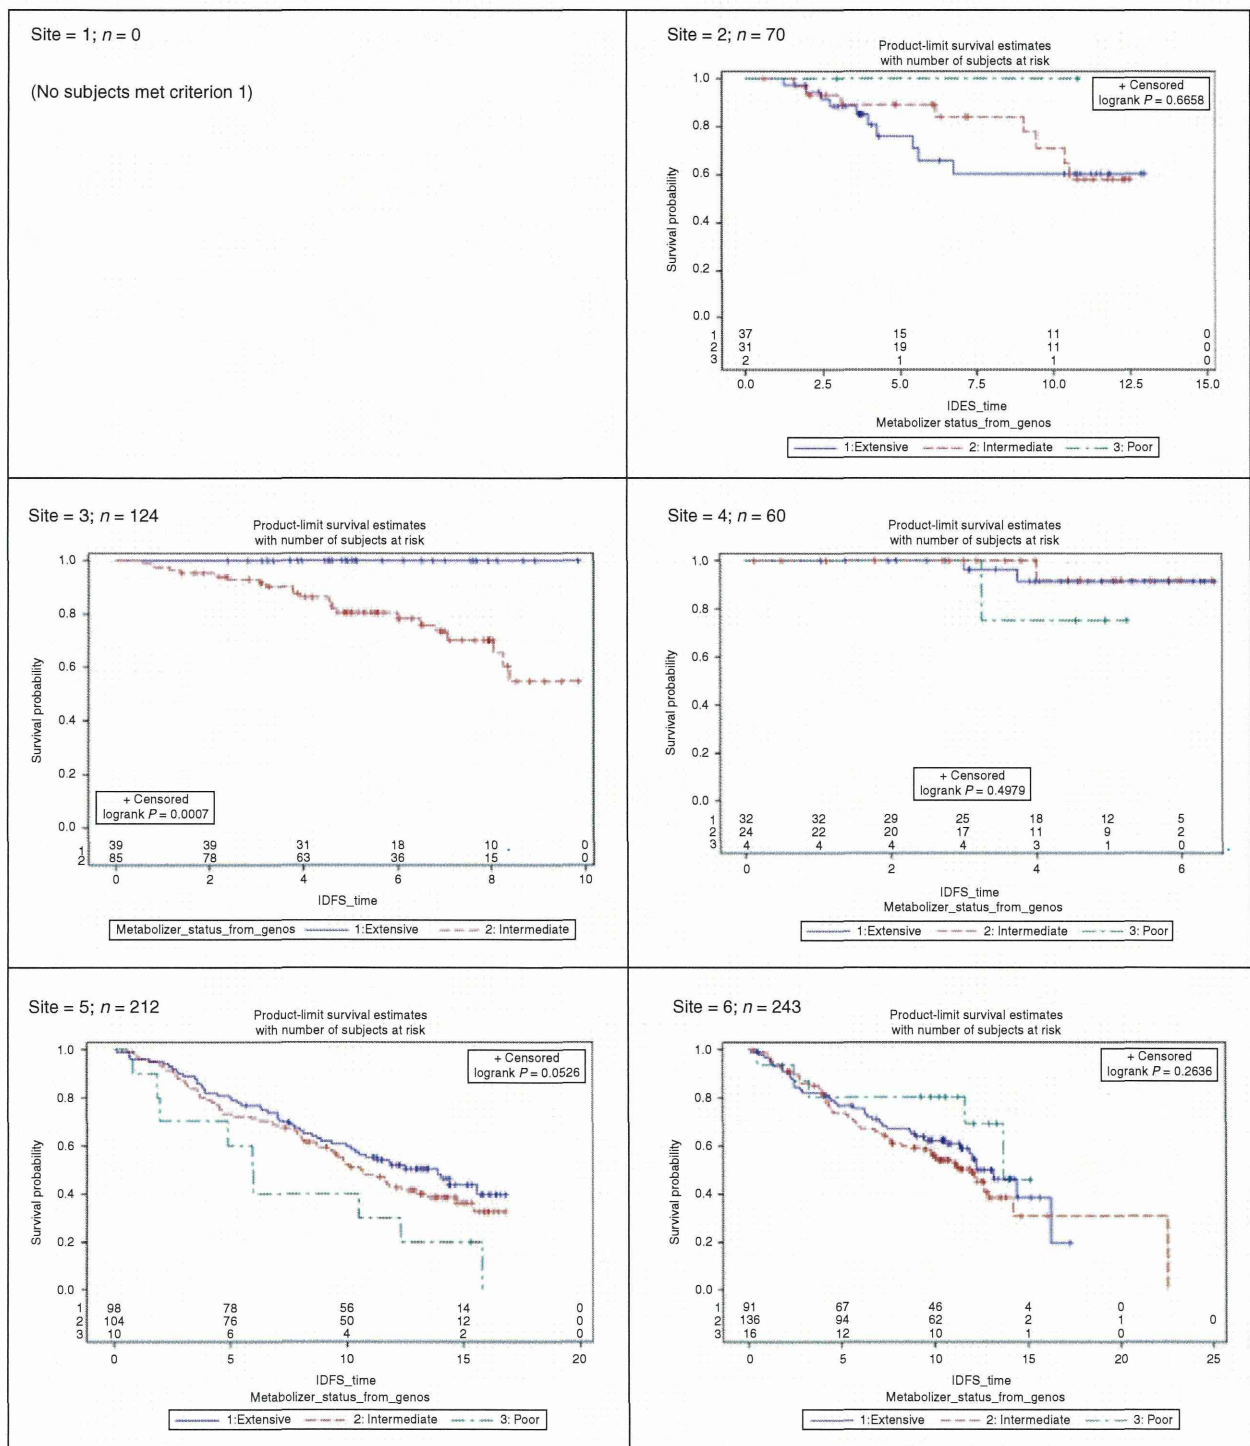 Site = 1; n = 0
(No subjects met criterion 1)
Site = 2; n = 70
Product-limit survival estimates
with number of subjects at risk
+ Censored
logrank P = 0.6658
Survival probability
1.0
0.8
0.6
0.4
0.2
0.0
1 37 15 11 0
2 31 19 11 0
3 2 1 1 0
0.0 2.5 5.0 7.5 10.0 12.5 15.0
IDES_time
Metabolizer status_from_genos
1:Extensive 2: Intermediate 3: Poor
Site = 3; n = 124
Product-limit survival estimates
with number of subjects at risk
Survival probability
1.0
0.8
0.6
0.4
0.2
0.0
+ Censored
logrank P = 0.0007
1 39 39 31 18 10 0
2 85 78 63 36 15 0
0 2 4 6 8 10
IDFS_time
Metabolizer_status_from_genos 1:Extensive 2: Intermediate
Site = 4; n = 60
Product-limit survival estimates
with number of subjects at risk
Survival probability
1.0
0.8
0.6
0.4
0.2
0.0
+ Censored
logrank P = 0.4979
1 32 32 29 25 18 12 5
2 24 22 20 17 11 9 2
3 4 4 4 4 3 1 0
0 2 4 6
IDFS_time
Metabolizer_status_from_genos
1:Extensive 2: Intermediate 3: Poor
Site = 5; n = 212
Product-limit survival estimates
with number of subjects at risk
+ Censored
logrank P = 0.0526
Survival probability
1.0
0.8
0.6
0.4
0.2
0.0
1 98 78 56 14 0
2 104 76 50 12 0
3 10 6 4 2 0
0 5 10 15 20
IDFS_time
Metabolizer_status_from_genos
1:Extensive 2: Intermediate 3: Poor
Site = 6; n = 243
Product-limit survival estimates
with number of subjects at risk
+ Censored
logrank P = 0.2636
Survival probability
1.0
0.8
0.6
0.4
0.2
0.0
1 91 67 46 4 0
2 136 94 62 2 1 0
3 16 12 10 1 0
0 5 10 15 20 25
IDFS_time
Metabolizer_status_from_genos
1:Extensive 2: Intermediate 3: Poor